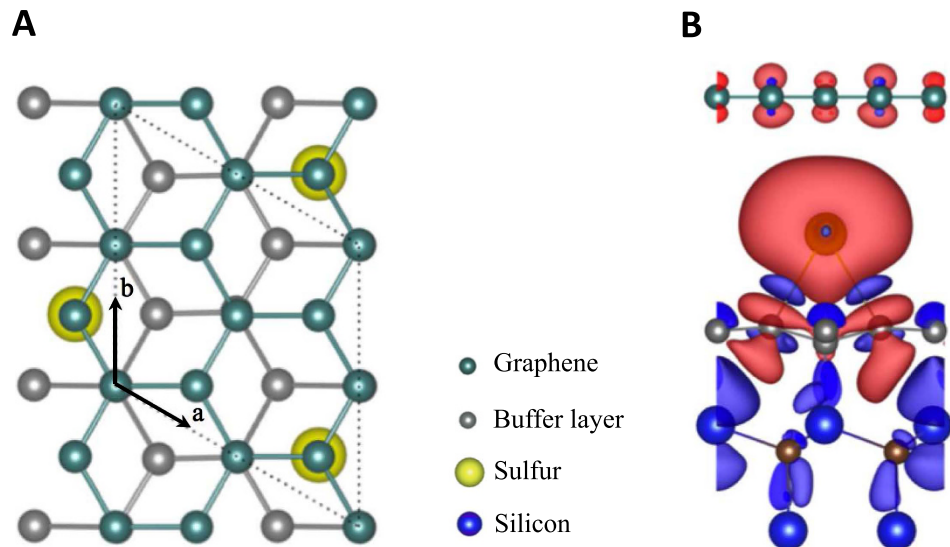 A
B
b
a
Graphene
Buffer layer
Sulfur
Silicon